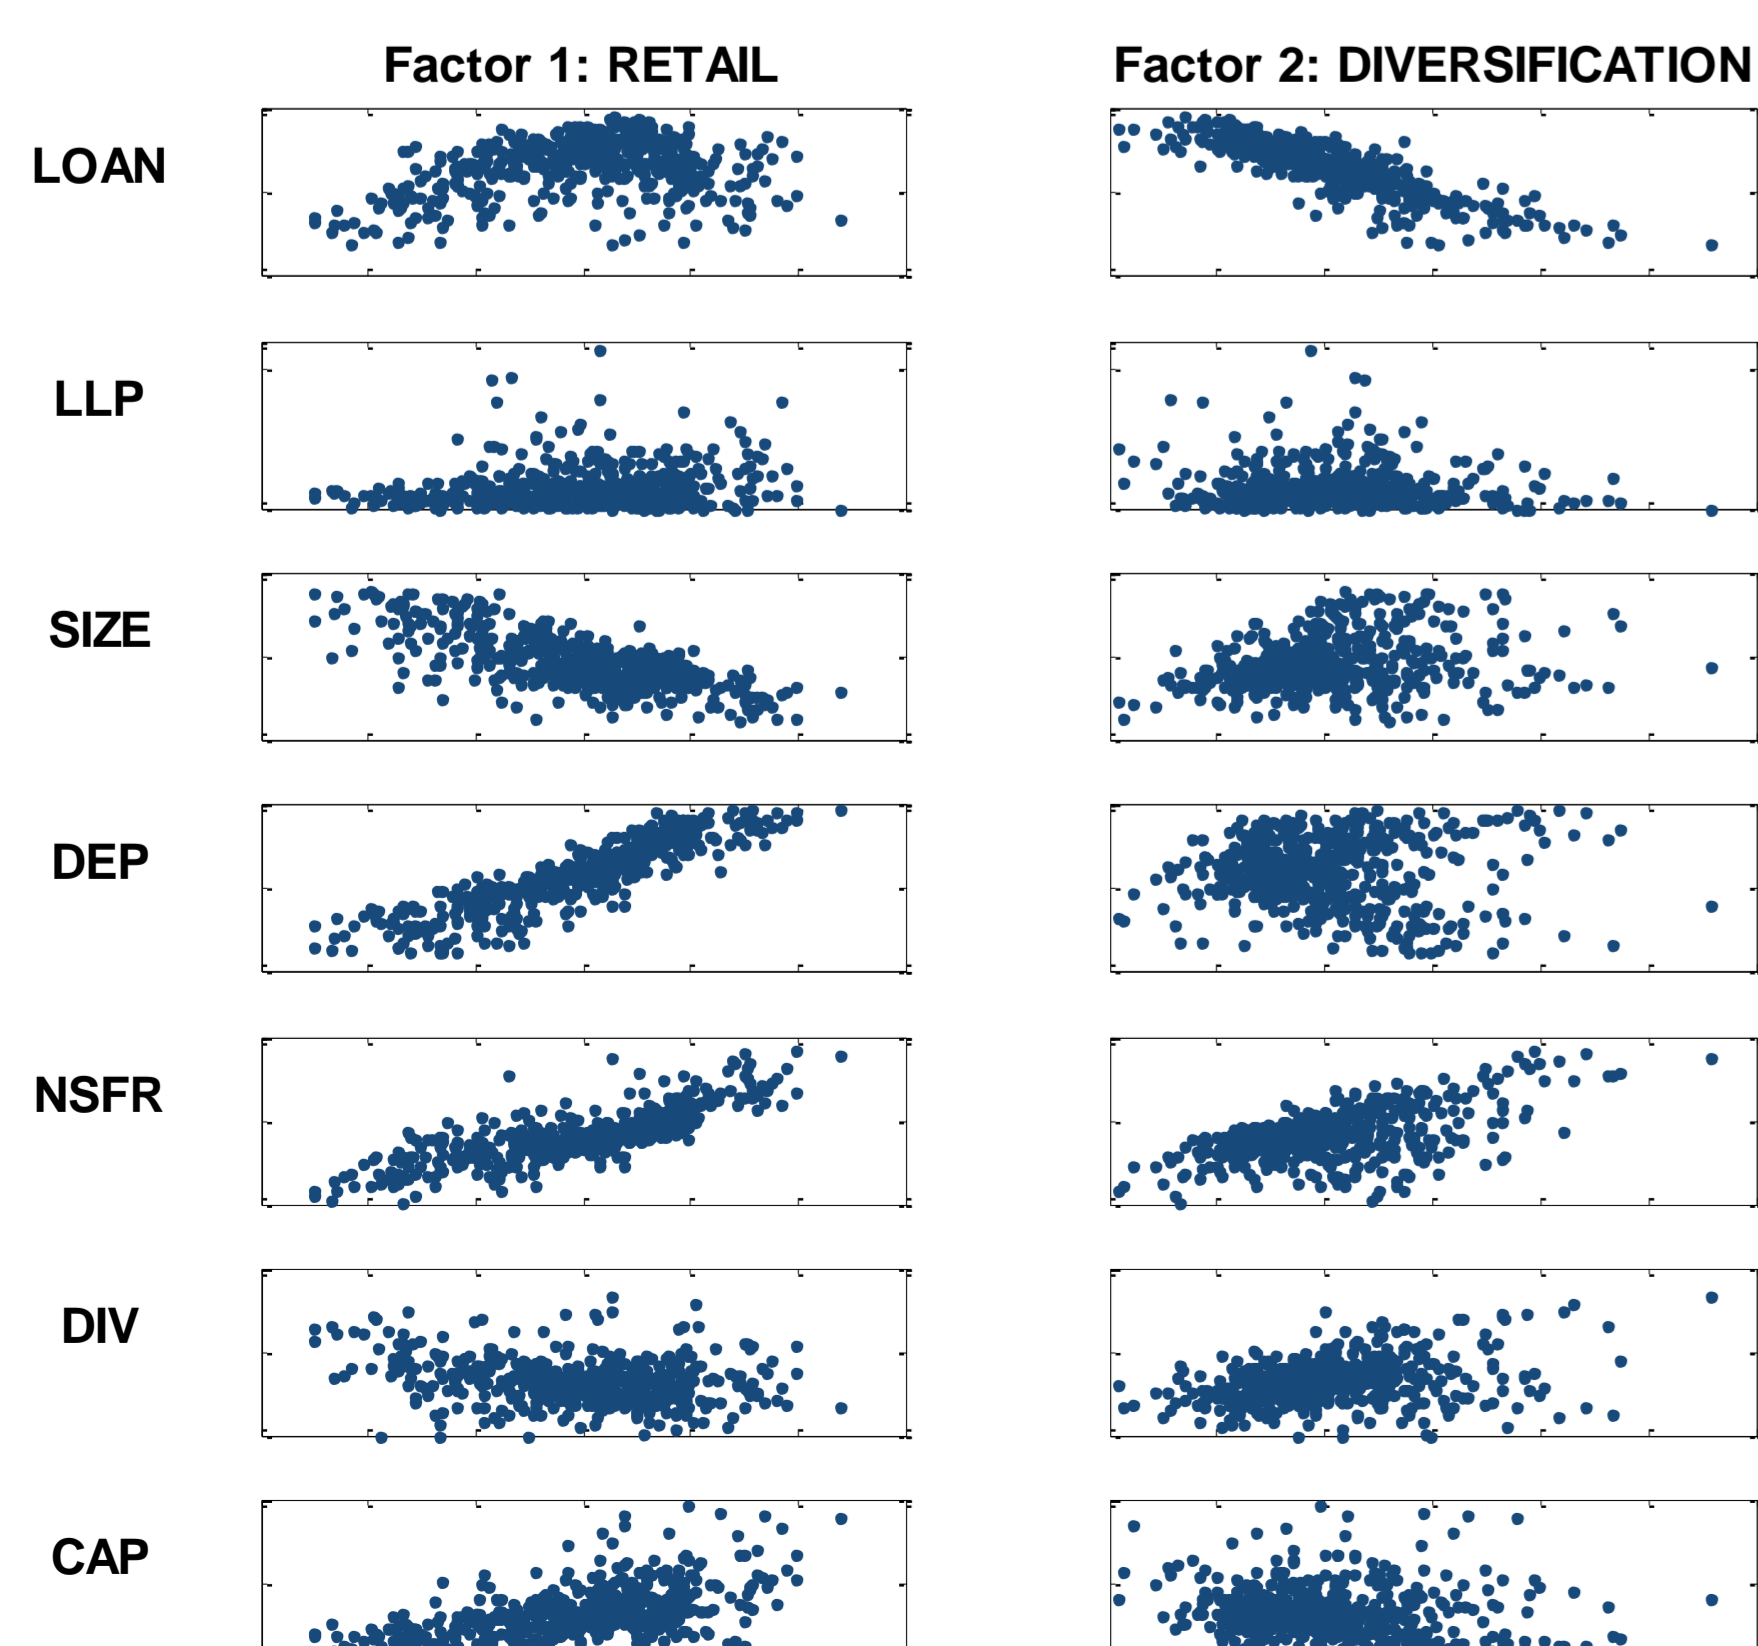 Factor 1: RETAIL
Factor 2: DIVERSIFICATION
LOAN
LLP
SIZE
DEP
NSFR
DIV
CAP